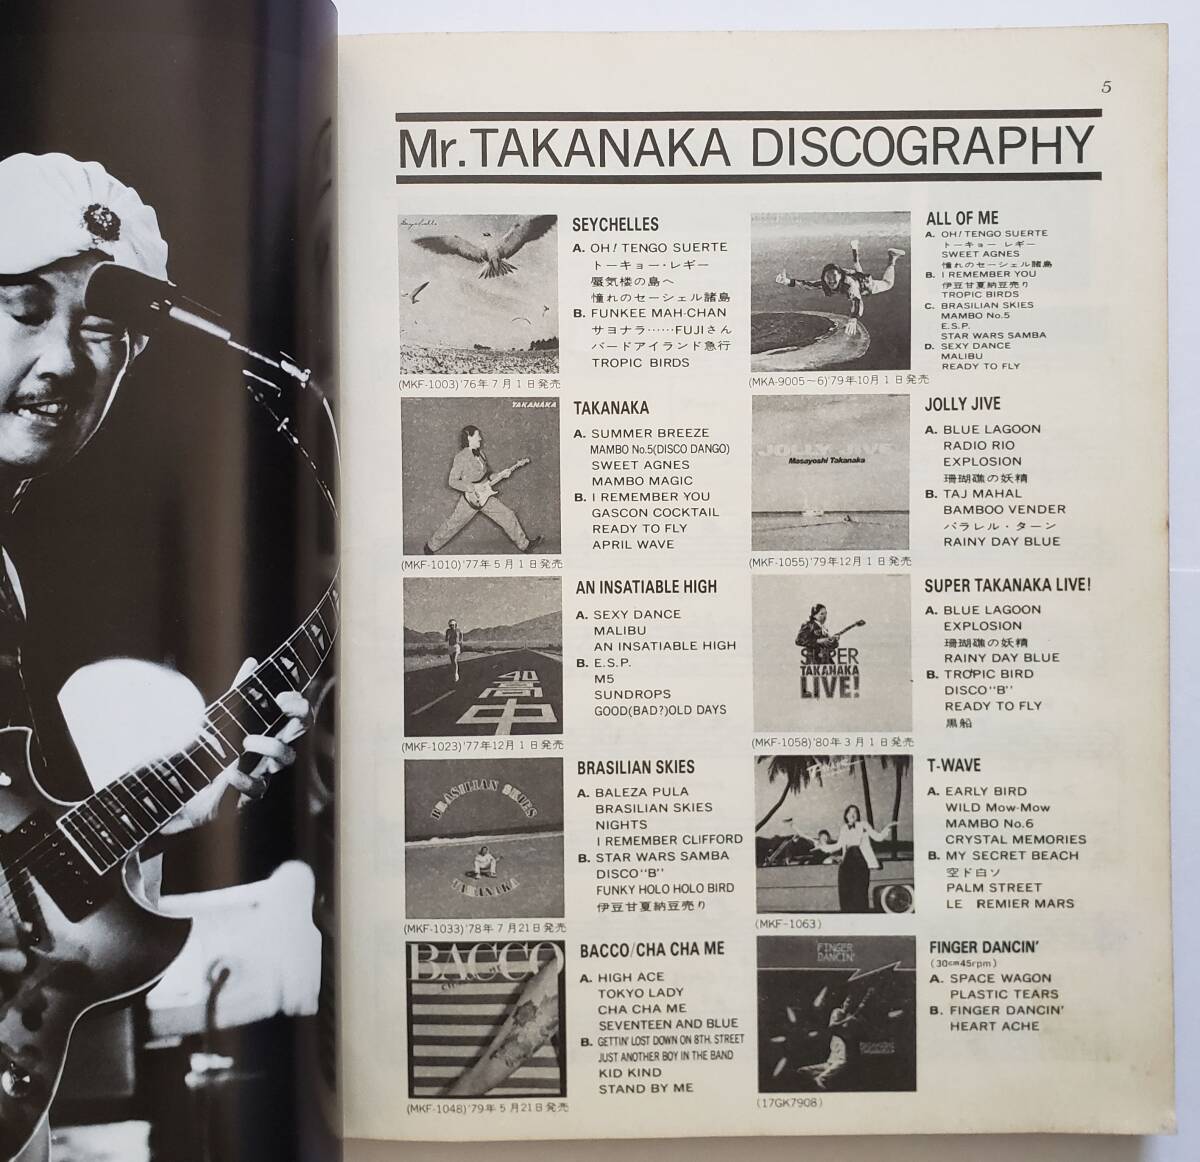 5
Mr.TAKANAKA DISCOGRAPHY
Seychelles
SEYCHELLES
A. OH! TENGO SUERTE
トーキョー・レギー
蜃気楼の島へ
憧れのセーシェル諸島
B. FUNKEE MAH-CHAN
サヨナラ……FUJIさん
バードアイランド急行
TROPIC BIRDS
(MKF-1003)'76年7月1日発売
TAKANAKA
TAKANAKA
A. SUMMER BREEZE
MAMBO No.5(DISCO DANGO)
SWEET AGNES
MAMBO MAGIC
B. I REMEMBER YOU
GASCON COCKTAIL
READY TO FLY
APRIL WAVE
(MKF-1010)'77年5月1日発売
高中
AN INSATIABLE HIGH
A. SEXY DANCE
MALIBU
AN INSATIABLE HIGH
B. E.S.P.
M5
SUNDROPS
GOOD(BAD?)OLD DAYS
(MKF-1023)'77年12月1日発売
BRASILIAN SKIES
TAKANAKA
BRASILIAN SKIES
A. BALEZA PULA
BRASILIAN SKIES
NIGHTS
I REMEMBER CLIFFORD
B. STAR WARS SAMBA
DISCO"B"
FUNKY HOLO HOLO BIRD
伊豆甘夏納豆売り
(MKF-1033)'78年7月21日発売
BACCO
BACCO/CHA CHA ME
A. HIGH ACE
TOKYO LADY
CHA CHA ME
SEVENTEEN AND BLUE
B. GETTIN' LOST DOWN ON 8TH. STREET
JUST ANOTHER BOY IN THE BAND
KID KIND
STAND BY ME
(MKF-1048)'79年5月21日発売
ALL OF ME
A. OH! TENGO SUERTE
トーキョー レギー
SWEET AGNES
憧れのセーシェル諸島
B. I REMEMBER YOU
伊豆甘夏納豆売り
TROPIC BIRDS
C. BRASILIAN SKIES
MAMBO No.5
E.S.P.
STAR WARS SAMBA
D. SEXY DANCE
MALIBU
READY TO FLY
(MKA-9005～6)'79年10月1日発売
JOLLY JIVE
Masayoshi Takanaka
JOLLY JIVE
A. BLUE LAGOON
RADIO RIO
EXPLOSION
珊瑚礁の妖精
B. TAJ MAHAL
BAMBOO VENDER
パラレル・ターン
RAINY DAY BLUE
(MKF-1055)'79年12月1日発売
SUPER
TAKANAKA
LIVE!
SUPER TAKANAKA LIVE!
A. BLUE LAGOON
EXPLOSION
珊瑚礁の妖精
RAINY DAY BLUE
B. TROPIC BIRD
DISCO"B"
READY TO FLY
黒船
(MKF-1058)'80年3月1日発売
T-WAVE
T-WAVE
A. EARLY BIRD
WILD Mow-Mow
MAMBO No.6
CRYSTAL MEMORIES
B. MY SECRET BEACH
空ド白ソ
PALM STREET
LE REMIER MARS
(MKF-1063)
FINGER
DANCIN'
FINGER DANCIN'
(30cm45rpm)
A. SPACE WAGON
PLASTIC TEARS
B. FINGER DANCIN'
HEART ACHE
(17GK7908)